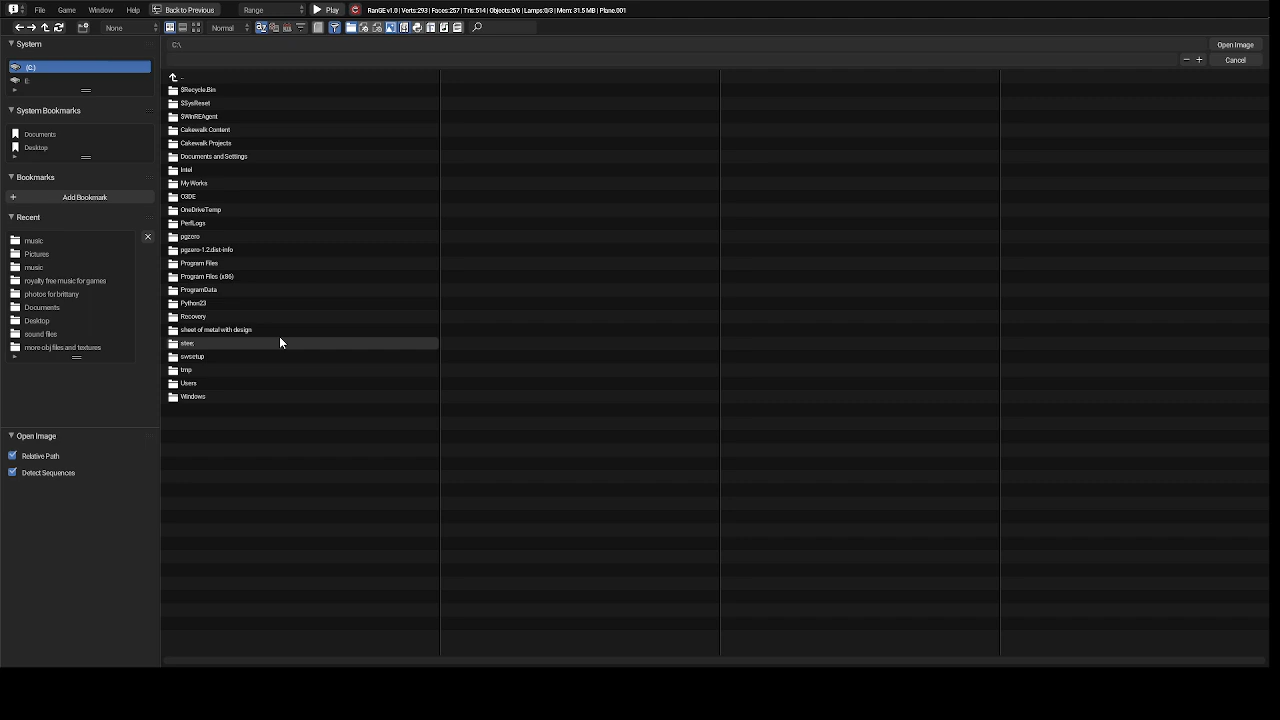 File Game Window Help Back to Previous Range Play RanGE v1.0 | Verts:293 | Faces:257 | Tris:514 | Objects:0/6 | Lamps:0/3 | Mem: 31.5 MB | Plane.001
None Normal
System
(C:)
E:
System Bookmarks
Documents
Desktop
Bookmarks
Add Bookmark
Recent
music
Pictures
music
royalty free music for games
photos for brittany
Documents
Desktop
sound files
more obj files and textures
Open Image
Relative Path
Detect Sequences
C:\
Open Image
Cancel
..
$Recycle.Bin
$SysReset
$WinREAgent
Cakewalk Content
Cakewalk Projects
Documents and Settings
Intel
My Works
O3DE
OneDriveTemp
PerfLogs
pgzero
pgzero-1.2.dist-info
Program Files
Program Files (x86)
ProgramData
Python23
Recovery
sheet of metal with design
swsetup
tmp
Users
Windows